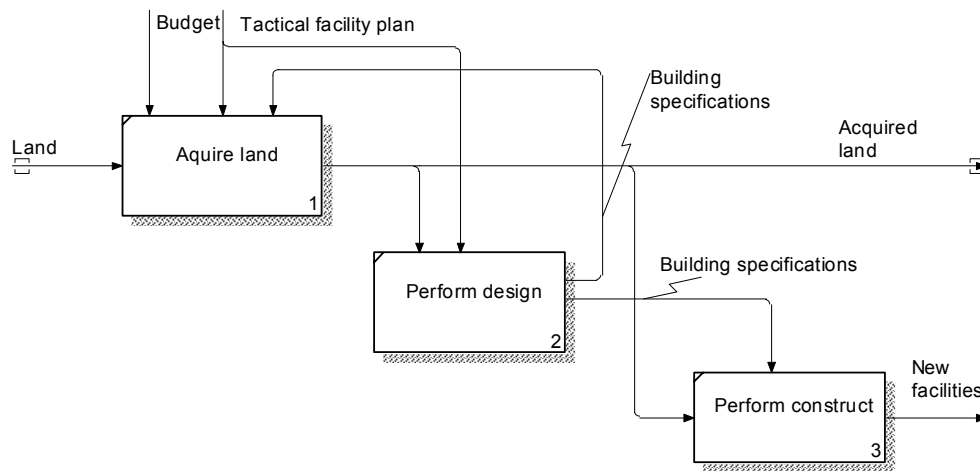 Budget
Tactical facility plan
Building
specifications
Land
Aquire land
1
Acquired
land
Building specifications
Perform design
2
New
facilities
Perform construct
3